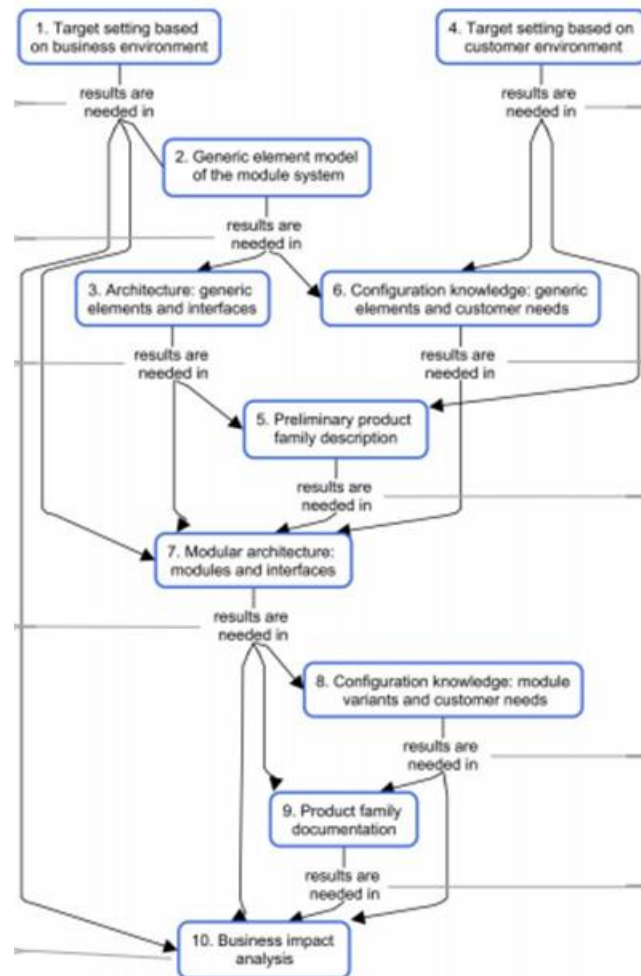 1. Target setting based
on business environment
4. Target setting based on
customer environment
results are
needed in
results are
needed in
2. Generic element model
of the module system
results are
needed in
3. Architecture: generic
elements and interfaces
6. Configuration knowledge: generic
elements and customer needs
results are
needed in
results are
needed in
5. Preliminary product
family description
results are
needed in
7. Modular architecture:
modules and interfaces
results are
needed in
8. Configuration knowledge: module
variants and customer needs
results are
needed in
9. Product family
documentation
results are
needed in
10. Business impact
analysis